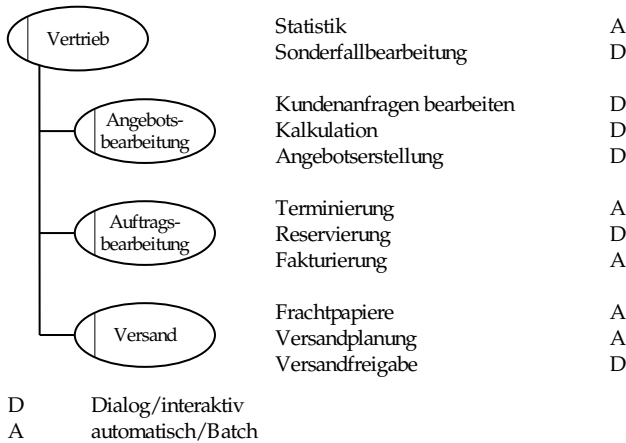 Vertrieb
Statistik A
Sonderfallbearbeitung D
Angebots-
bearbeitung
Kundenanfragen bearbeiten D
Kalkulation D
Angebotserstellung D
Auftrags-
bearbeitung
Terminierung A
Reservierung D
Fakturierung A
Versand
Frachtpapiere A
Versandplanung A
Versandfreigabe D
D Dialog/interaktiv
A automatisch/Batch